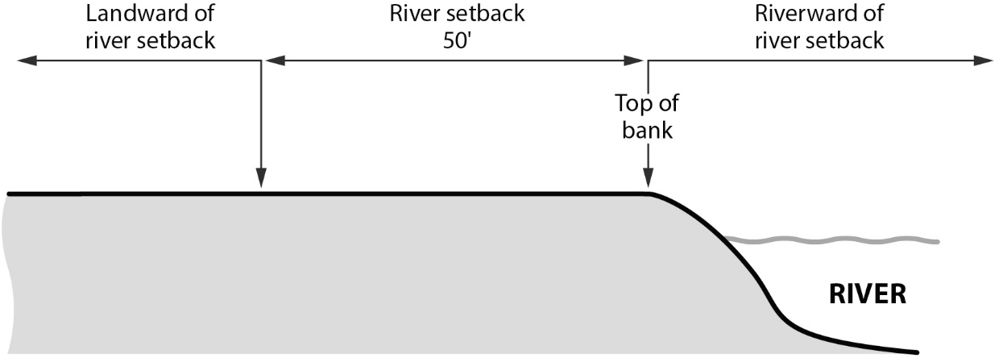 Landward of
river setback
River setback
50'
Riverward of
river setback
Top of
bank
RIVER